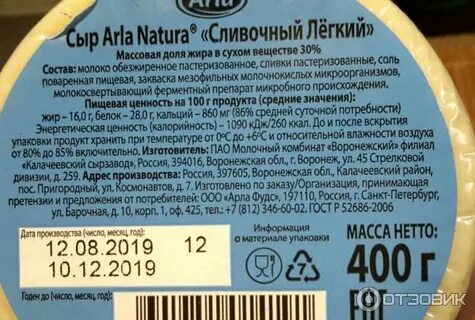 Arla
Сыр Arla Natura® «Сливочный Лёгкий»
Массовая доля жира в сухом веществе 30%
Состав: молоко обезжиренное пастеризованное, сливки пастеризованные, соль
поваренная пищевая, закваска мезофильных молочнокислых микроорганизмов,
молокосвертывающий ферментный препарат микробного происхождения.
Пищевая ценность на 100 г продукта (средние значения):
жир – 16,0 г, белок – 28,0 г, кальций – 860 мг (86% средней суточной потребности)
Энергетическая ценность (калорийность) – 1090 кДж/260 ккал. До и после вскрытия
упаковки продукт хранить при температуре от 0ºС до +6ºС и относительной влажности воздуха
от 80% до 85% включительно. Изготовитель: ПАО Молочный комбинат «Воронежский» филиал
«Калачеевский сырзавод», Россия, 394016, Воронежская обл., г. Воронеж, ул. 45 Стрелковой
дивизии, д. 259. Адрес производства: Россия, 397605, Воронежская обл., Калачеевский район,
пос. Пригородный, ул. Космонавтов, д. 7. Изготовлено по заказу/Организация, принимающая
претензии и предложения от потребителей: ООО «Арла Фудс», 197110, Россия, г. Санкт-Петербург,
ул. Барочная, д. 10, корп. 1, оф. 125, тел. +7 (812) 346-60-02. ГОСТ Р 52686-2006
Дата производства (число, месяц, год):
12.08.2019 12
10.12.2019
Годен до (число, месяц, год):
Информация
о материале упаковки
7
МАССА НЕТТО:
400 г
ЕАС
ОТЗОВИК